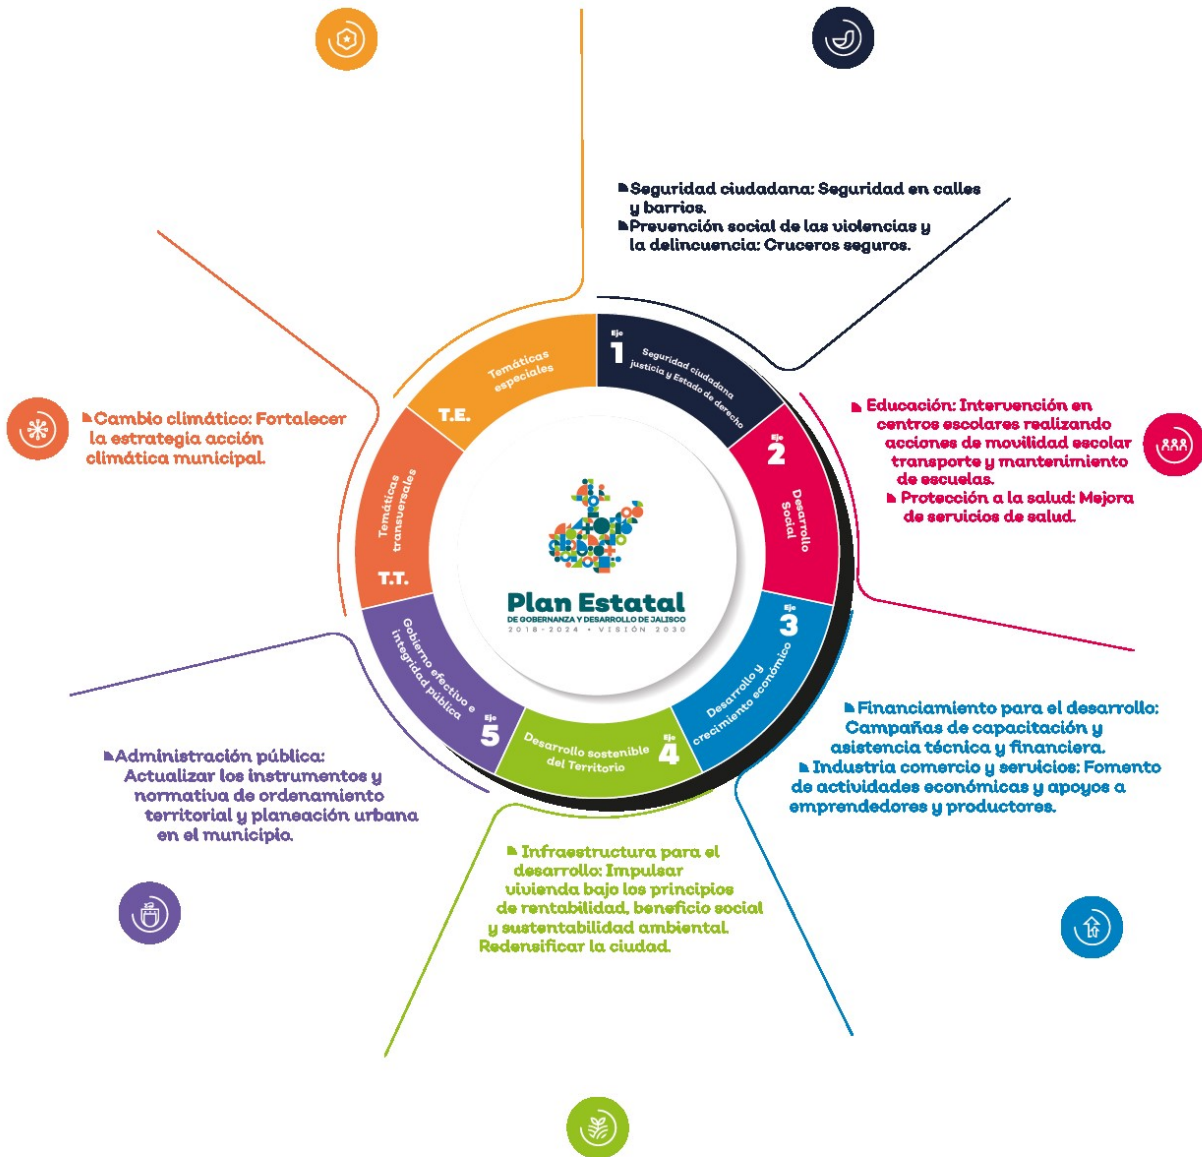 Seguridad ciudadana: Seguridad en calles
y barrios.
Prevención social de las violencias y
la delincuencia: Cruceros seguros.
Eje
1
Seguridad ciudadana
justicia y Estado de derecho
Temáticas
especiales
T.E.
Cambio climático: Fortalecer
la estrategia acción
climática municipal.
Educación: Intervención en
centros escolares realizando
acciones de movilidad escolar
transporte y mantenimiento
de escuelas.
Protección a la salud: Mejora
de servicios de salud.
Eje
2
Desarrollo
Social
Temáticas
transversales
T.T.
Plan Estatal
DE GOBERNANZA Y DESARROLLO DE JALISCO
2018-2024 • VISIÓN 2030
Eje
3
Desarrollo y
crecimiento económico
Gobierno efectivo e
integridad pública
Eje
5
Desarrollo sostenible
del Territorio
Eje
4
Financiamiento para el desarrollo:
Campañas de capacitación y
asistencia técnica y financiera.
Industria comercio y servicios: Fomento
de actividades económicas y apoyos a
emprendedores y productores.
Administración pública:
Actualizar los instrumentos y
normativa de ordenamiento
territorial y planeación urbana
en el municipio.
Infraestructura para el
desarrollo: Impulsar
vivienda bajo los principios
de rentabilidad, beneficio social
y sustentabilidad ambiental.
Redensificar la ciudad.